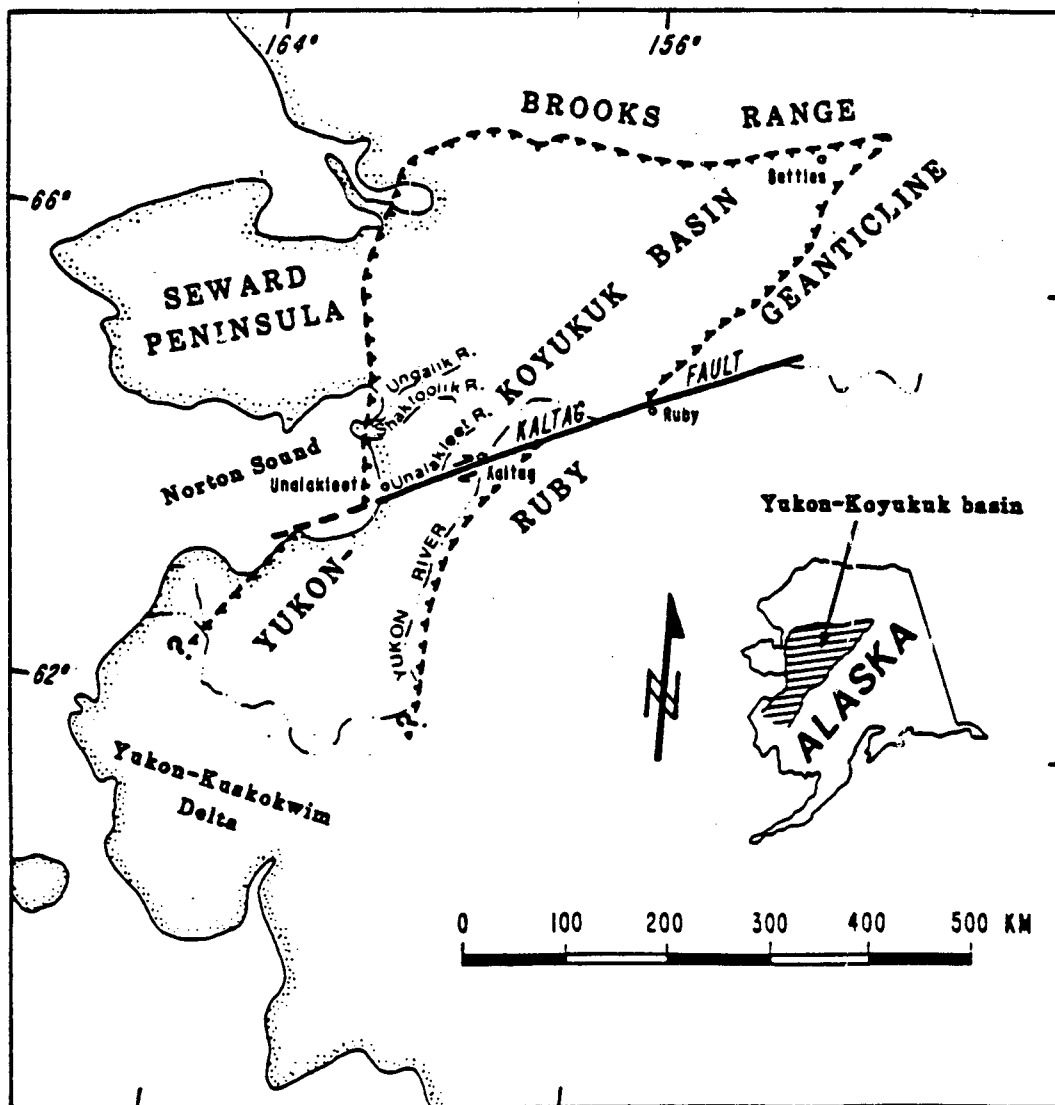 164°
156°
BROOKS RANGE
Bettles
66°
SEWARD
PENINSULA
YUKON-KOYUKUK BASIN
GEANTICLINE
RUBY
Ungalik R.
Shaktoolik R.
Unalakleet R.
KALTAG FAULT
Ruby
Kaltag
Norton Sound
Unalakleet
YUKON RIVER
?
?
62°
Yukon-Kuskokwim
Delta
Yukon-Koyukuk basin
ALASKA
N
0 100 200 300 400 500 KM